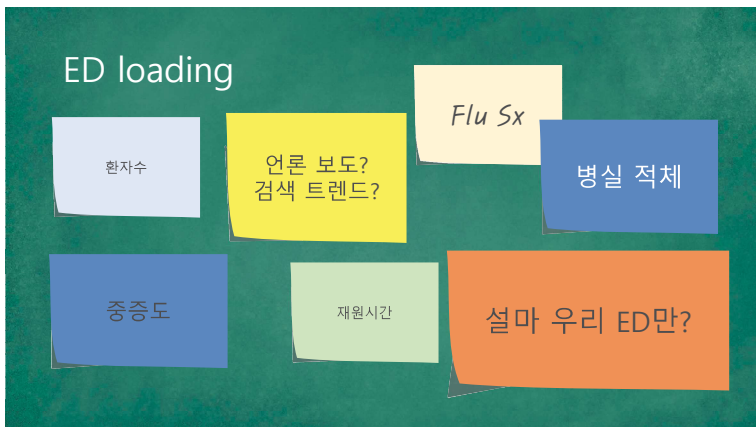 ED loading
환자수
언론 보도?
검색 트렌드?
Flu Sx
병실 적체
중증도
재원시간
설마 우리 ED만?